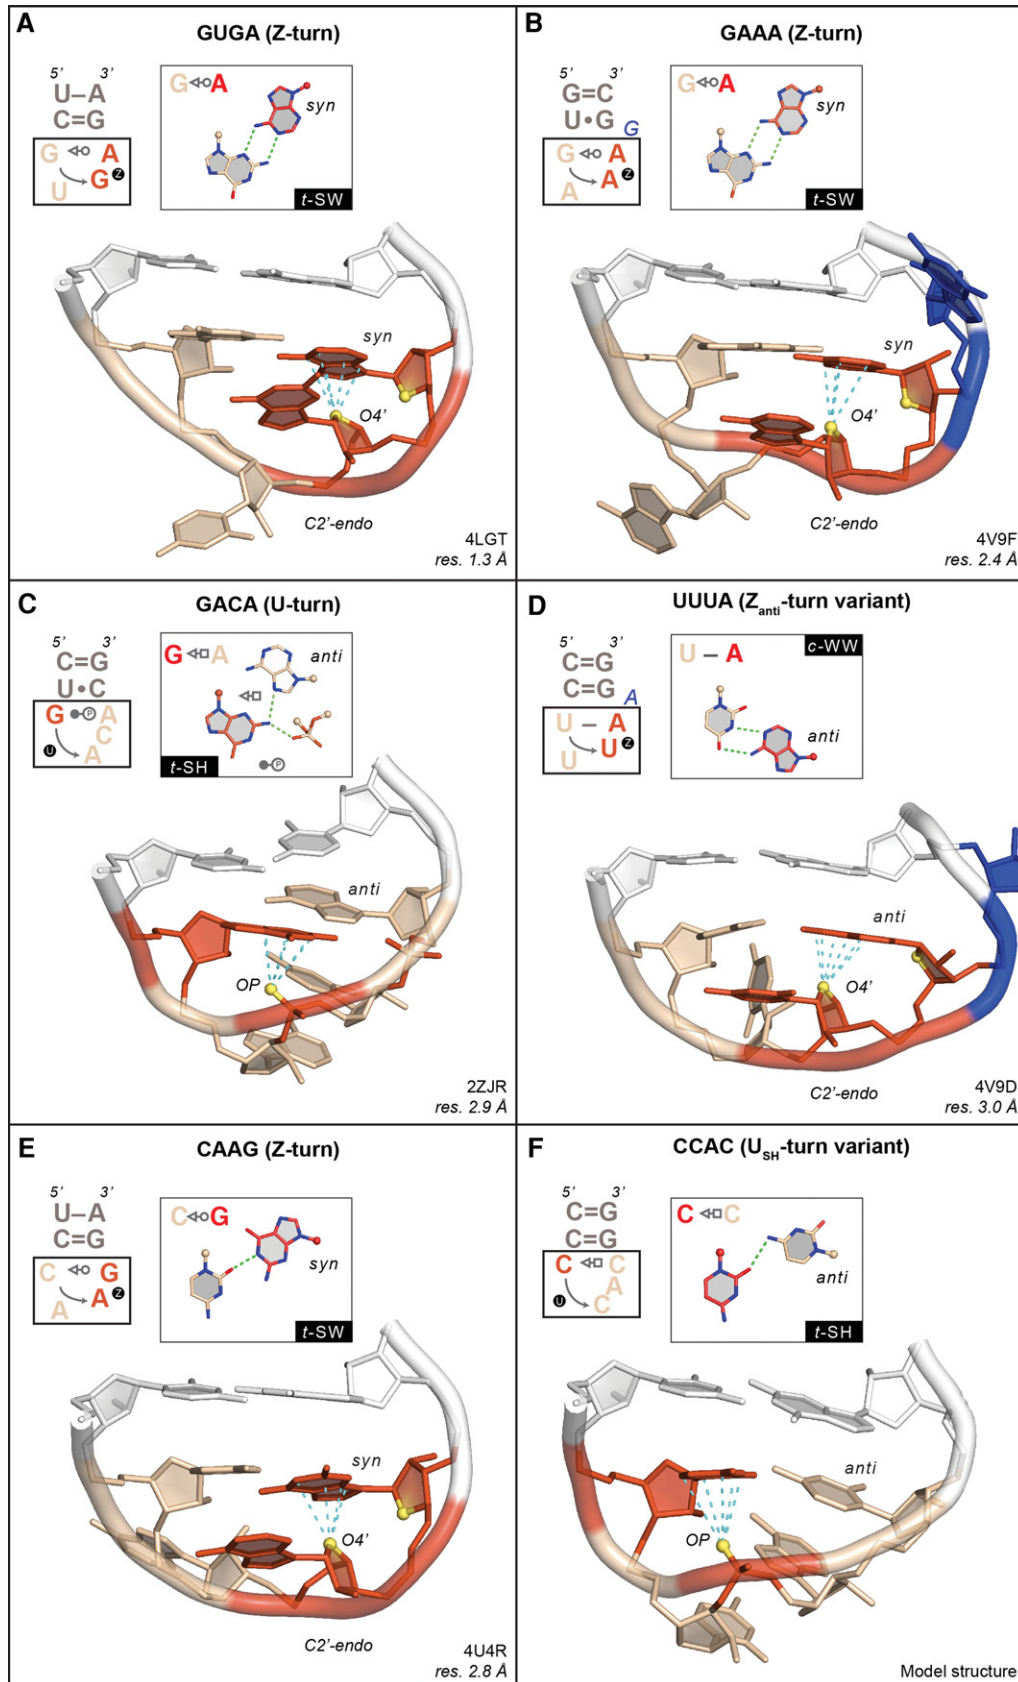 A
GUGA (Z-turn)
5' 3'
U–A
C=G
G A
G Z
U
G A
syn
t-SW
syn
O4'
C2'-endo
4LGT
res. 1.3 Å
B
GAAA (Z-turn)
5' 3'
G=C
U•G G
G A
A Z
A
G A
syn
t-SW
syn
O4'
C2'-endo
4V9F
res. 2.4 Å
C
GACA (U-turn)
5' 3'
C=G
U•C
G P A
C
U A
G A
anti
P
t-SH
anti
OP
2ZJR
res. 2.9 Å
D
UUUA (Zanti-turn variant)
5' 3'
C=G
C=G A
U – A
U Z
U
c-WW
U – A
anti
anti
O4'
C2'-endo
4V9D
res. 3.0 Å
E
CAAG (Z-turn)
5' 3'
U–A
C=G
C G
A Z
A
C G
syn
t-SW
syn
O4'
C2'-endo
4U4R
res. 2.8 Å
F
CCAC (USH-turn variant)
5' 3'
C=G
C=G
C C
A
U C
C C
anti
t-SH
anti
OP
Model structure